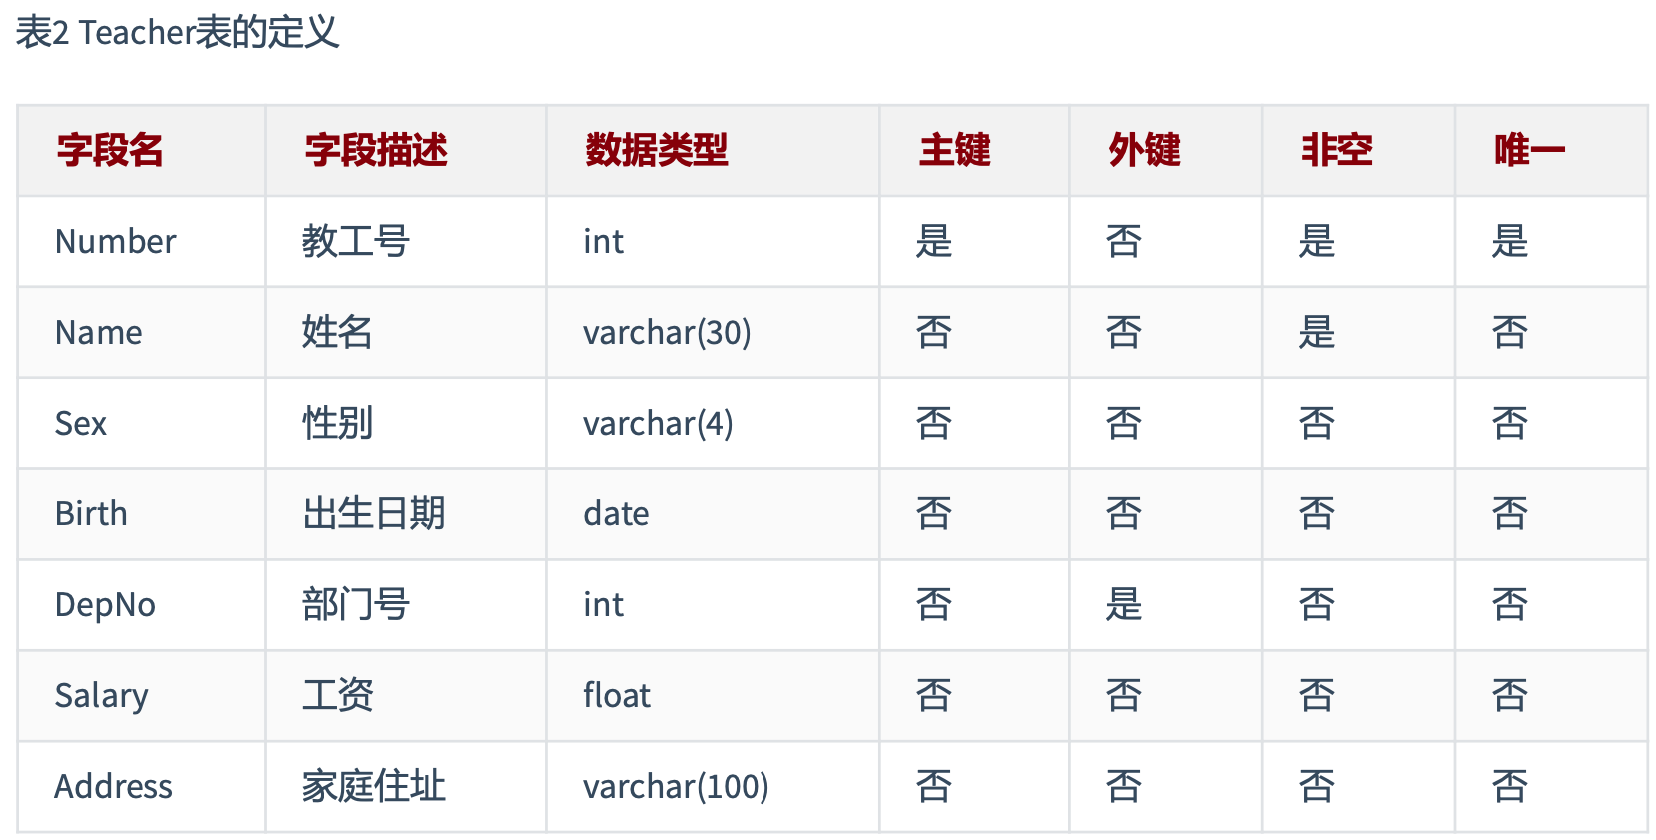 表2 Teacher表的定义
字段名 字段描述 数据类型 主键 外键 非空 唯一
Number 教工号 int 是 否 是 是
Name 姓名 varchar(30) 否 否 是 否
Sex 性别 varchar(4) 否 否 否 否
Birth 出生日期 date 否 否 否 否
DepNo 部门号 int 否 是 否 否
Salary 工资 float 否 否 否 否
Address 家庭住址 varchar(100) 否 否 否 否